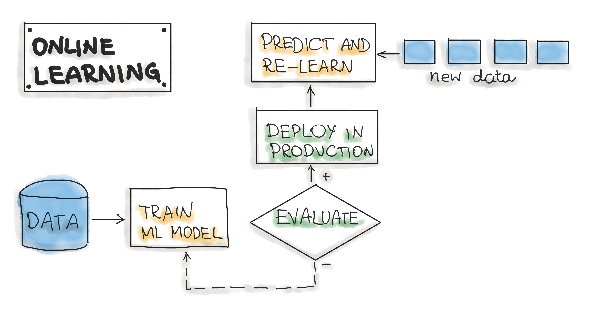 ONLINE
LEARNING
PREDICT AND
RE-LEARN
new data
DEPLOY IN
PRODUCTION
+
DATA
TRAIN
ML MODEL
EVALUATE
-